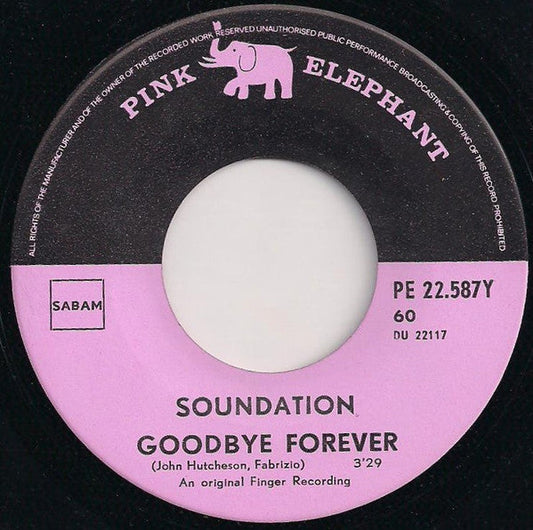 ALL RIGHTS OF THE MANUFACTURER AND OF THE OWNER OF THE RECORDED WORK RESERVED UNAUTHORISED PUBLIC PERFORMANCE BROADCASTING & COPYING OF THIS RECORD PROHIBITED
PINK ELEPHANT
SABAM
PE 22.587Y
60
DU 22117
SOUNDATION
GOODBYE FOREVER
(John Hutcheson, Fabrizio) 3'29
An original Finger Recording